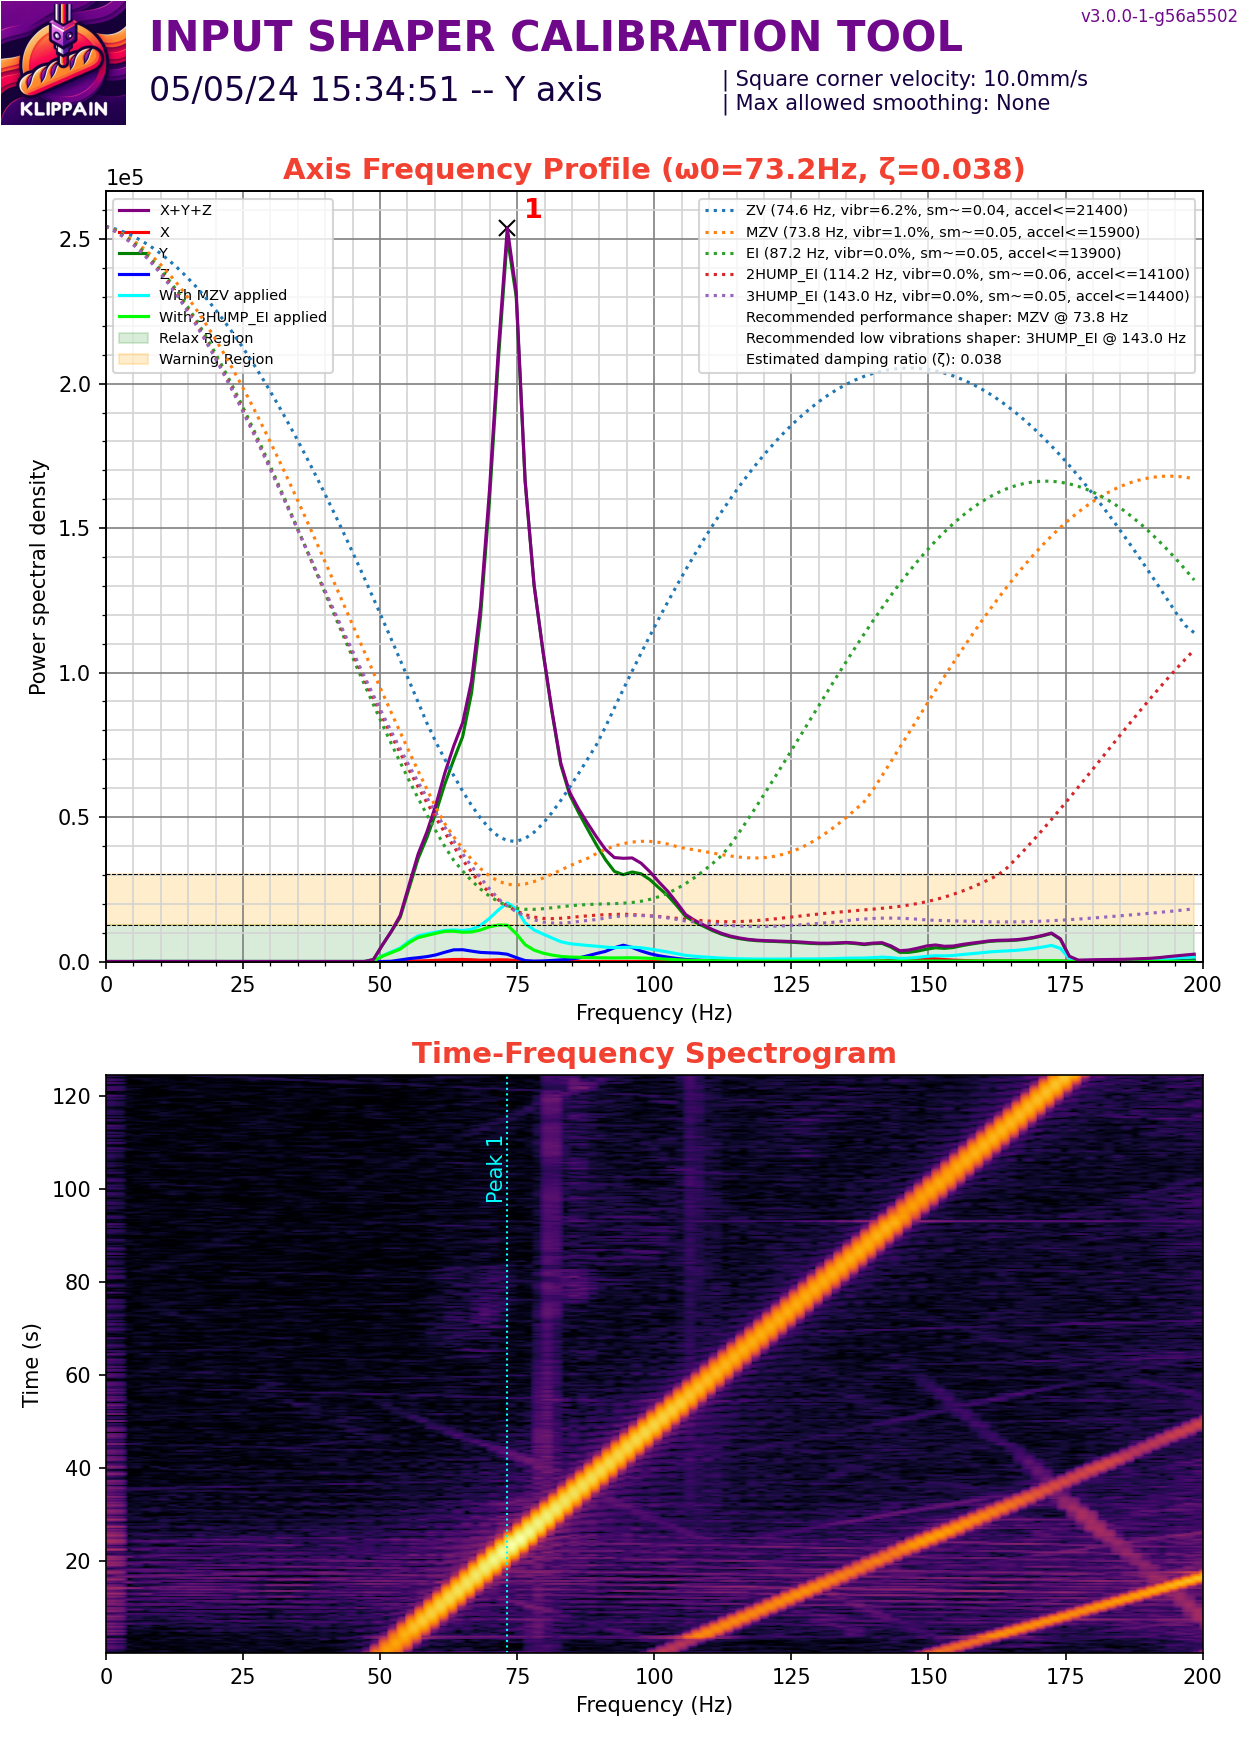 v3.0.0-1-g56a5502
INPUT SHAPER CALIBRATION TOOL
05/05/24 15:34:51 -- Y axis
| Square corner velocity: 10.0mm/s
| Max allowed smoothing: None
KLIPPAIN
Axis Frequency Profile (ω0=73.2Hz, ζ=0.038)
1e5
X+Y+Z
X
Y
Z
With MZV applied
With 3HUMP_EI applied
Relax Region
Warning Region
1
ZV (74.6 Hz, vibr=6.2%, sm~=0.04, accel<=21400)
MZV (73.8 Hz, vibr=1.0%, sm~=0.05, accel<=15900)
EI (87.2 Hz, vibr=0.0%, sm~=0.05, accel<=13900)
2HUMP_EI (114.2 Hz, vibr=0.0%, sm~=0.06, accel<=14100)
3HUMP_EI (143.0 Hz, vibr=0.0%, sm~=0.05, accel<=14400)
Recommended performance shaper: MZV @ 73.8 Hz
Recommended low vibrations shaper: 3HUMP_EI @ 143.0 Hz
Estimated damping ratio (ζ): 0.038
Power spectral density
2.5
2.0
1.5
1.0
0.5
0.0
0 25 50 75 100 125 150 175 200
Frequency (Hz)
Time-Frequency Spectrogram
Time (s)
120
100
80
60
40
20
Peak 1
0 25 50 75 100 125 150 175 200
Frequency (Hz)